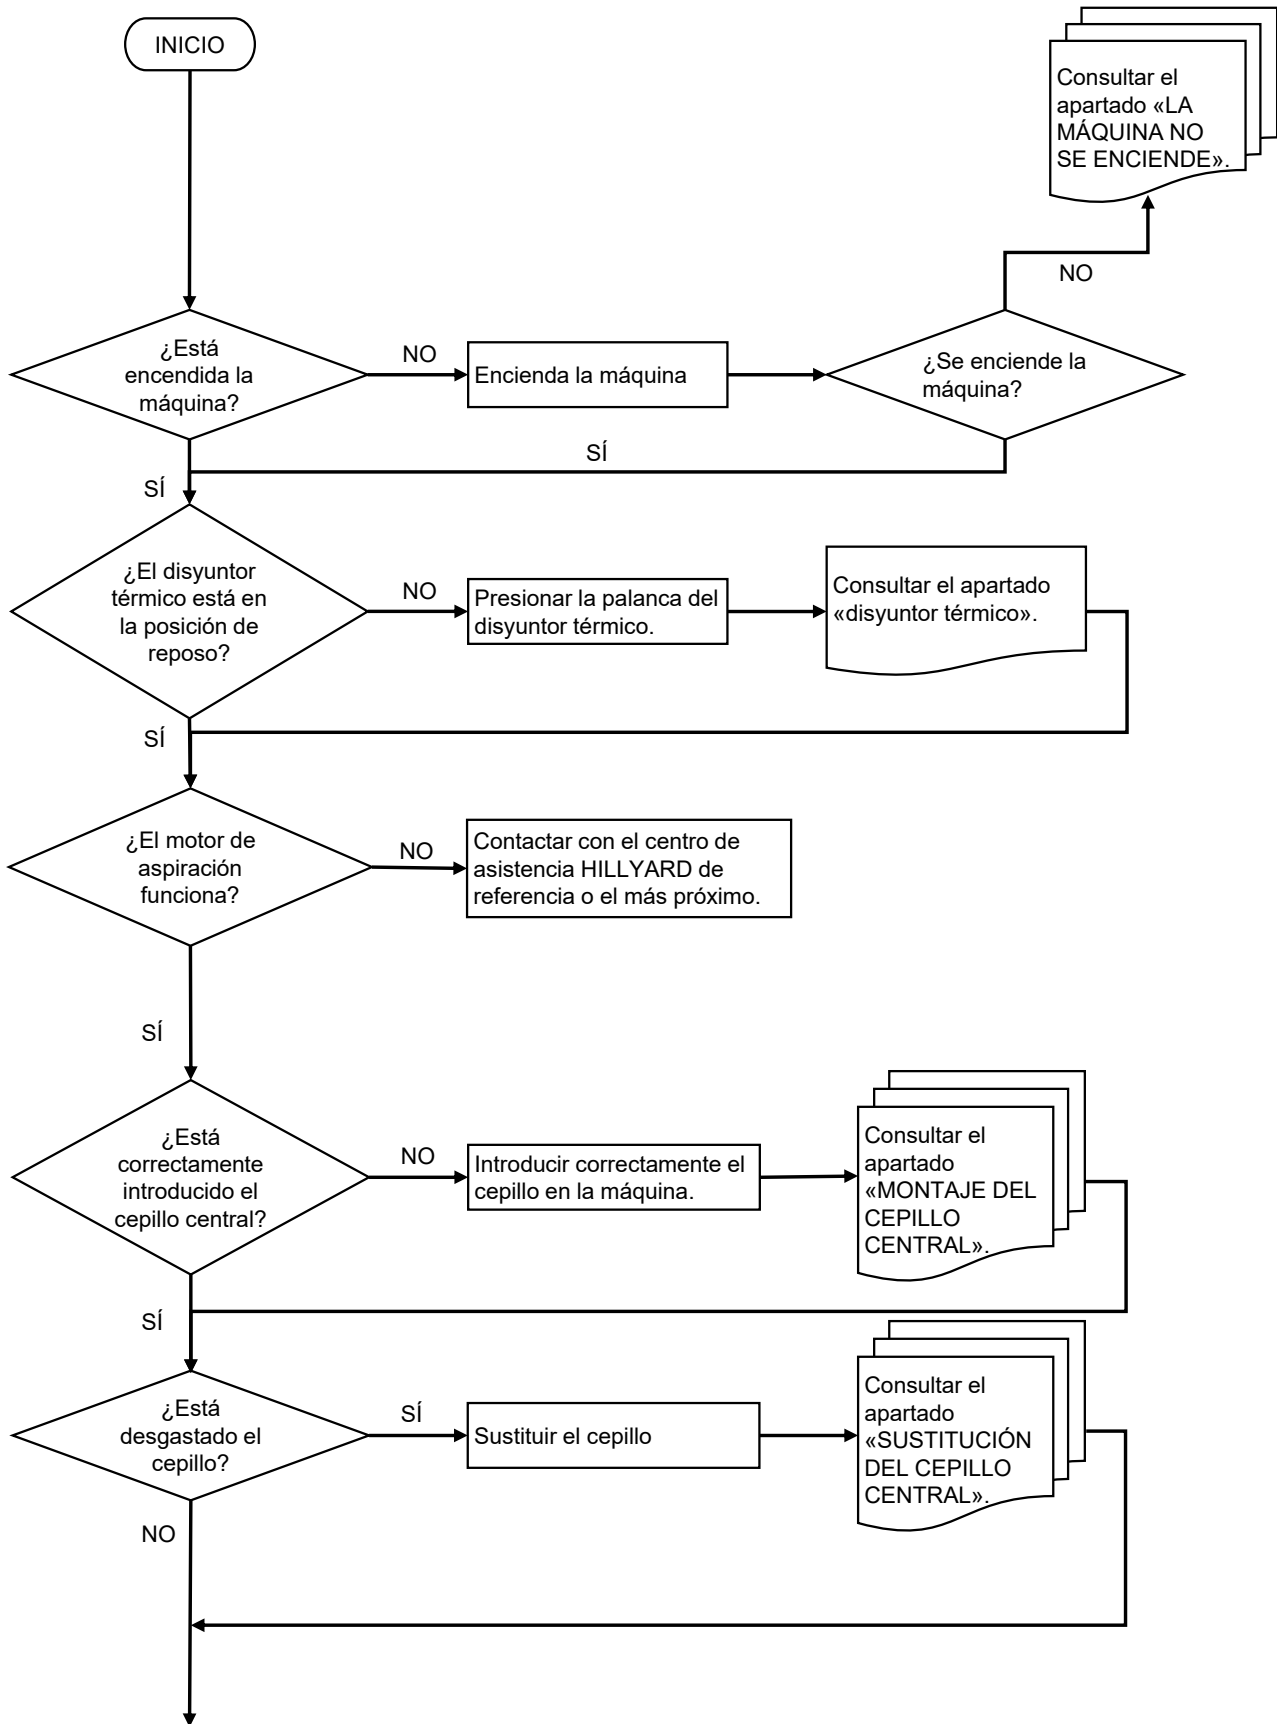 INICIO
Consultar el
apartado «LA
MÁQUINA NO
SE ENCIENDE».
NO
¿Está
encendida la
máquina?
NO
Encienda la máquina
¿Se enciende la
máquina?
SÍ
SÍ
¿El disyuntor
térmico está en
la posición de
reposo?
NO
Presionar la palanca del
disyuntor térmico.
Consultar el apartado
«disyuntor térmico».
SÍ
¿El motor de
aspiración
funciona?
NO
Contactar con el centro de
asistencia HILLYARD de
referencia o el más próximo.
SÍ
¿Está
correctamente
introducido el
cepillo central?
NO
Introducir correctamente el
cepillo en la máquina.
Consultar el
apartado
«MONTAJE DEL
CEPILLO
CENTRAL».
SÍ
¿Está
desgastado el
cepillo?
SÍ
Sustituir el cepillo
Consultar el
apartado
«SUSTITUCIÓN
DEL CEPILLO
CENTRAL».
NO